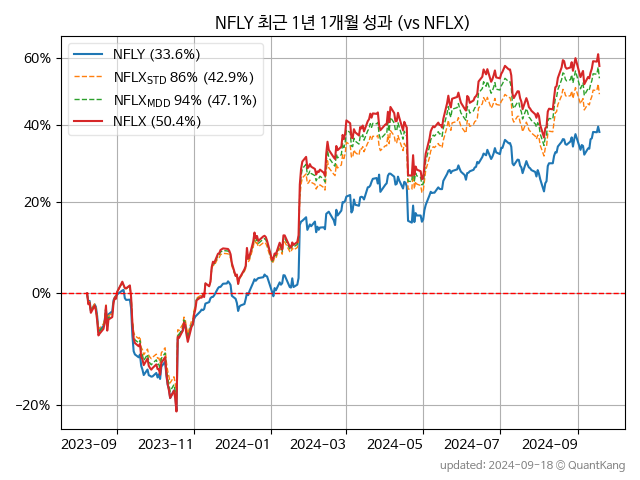 NFLY 최근 1년 1개월 성과 (vs NFLX)
NFLY (33.6%)
NFLX_STD 86% (42.9%)
NFLX_MDD 94% (47.1%)
NFLX (50.4%)
60%
40%
20%
0%
−20%
2023-09 2023-11 2024-01 2024-03 2024-05 2024-07 2024-09
updated: 2024-09-18 © QuantKang